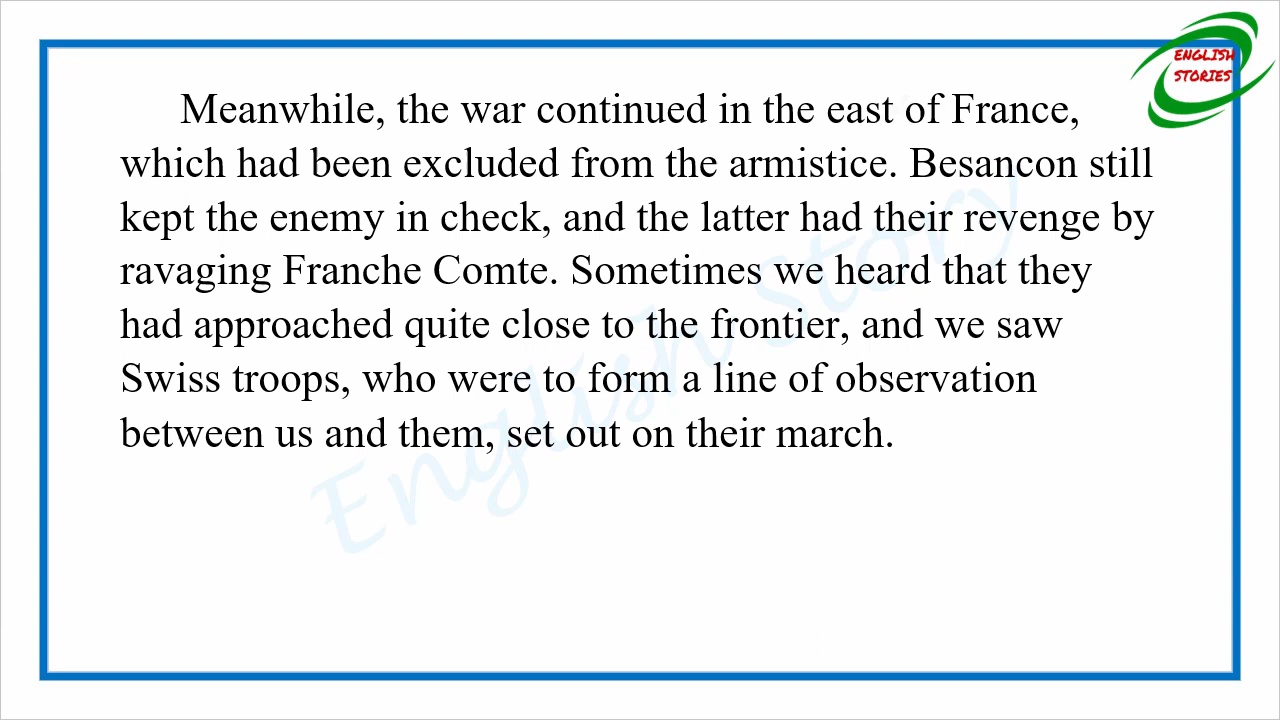 ENGLISH
STORIES
Meanwhile, the war continued in the east of France,
which had been excluded from the armistice. Besancon still
kept the enemy in check, and the latter had their revenge by
ravaging Franche Comte. Sometimes we heard that they
had approached quite close to the frontier, and we saw
Swiss troops, who were to form a line of observation
between us and them, set out on their march.
English Story